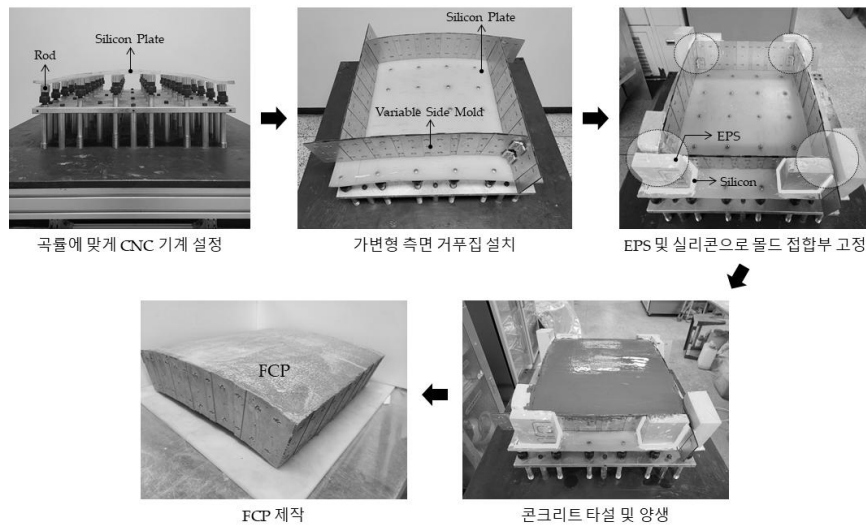 Silicon Plate
Rod
곡률에 맞게 CNC 기계 설정
Silicon Plate
Variable Side Mold
가변형 측면 거푸집 설치
EPS
Silicon
EPS 및 실리콘으로 몰드 접합부 고정
FCP
FCP 제작
콘크리트 타설 및 양생